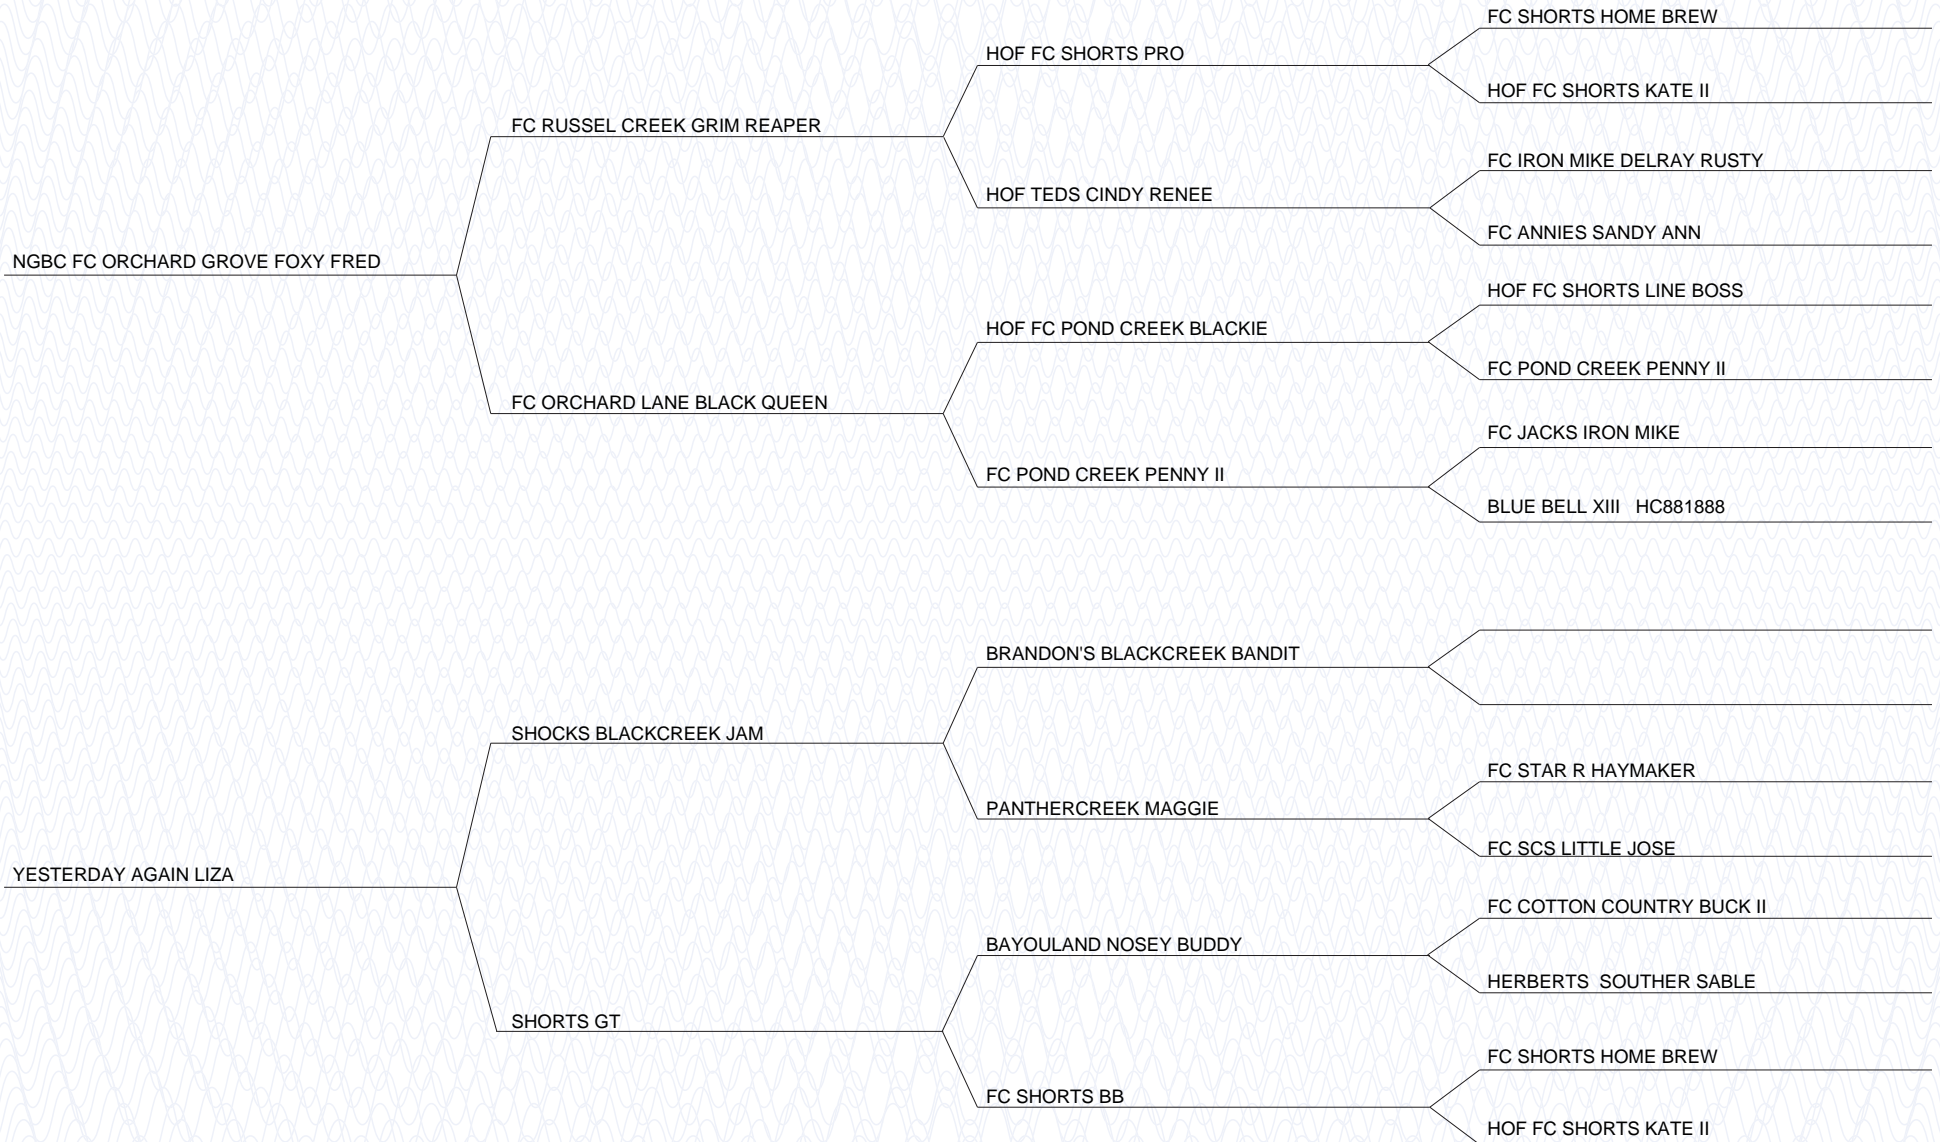 FC SHORTS HOME BREW
HOF FC SHORTS PRO
HOF FC SHORTS KATE II
FC RUSSEL CREEK GRIM REAPER
FC IRON MIKE DELRAY RUSTY
HOF TEDS CINDY RENEE
FC ANNIES SANDY ANN
NGBC FC ORCHARD GROVE FOXY FRED
HOF FC SHORTS LINE BOSS
HOF FC POND CREEK BLACKIE
FC POND CREEK PENNY II
FC ORCHARD LANE BLACK QUEEN
FC JACKS IRON MIKE
FC POND CREEK PENNY II
BLUE BELL XIII   HC881888
BRANDON'S BLACKCREEK BANDIT
SHOCKS BLACKCREEK JAM
FC STAR R HAYMAKER
PANTHERCREEK MAGGIE
FC SCS LITTLE JOSE
YESTERDAY AGAIN LIZA
FC COTTON COUNTRY BUCK II
BAYOULAND NOSEY BUDDY
HERBERTS  SOUTHER SABLE
SHORTS GT
FC SHORTS HOME BREW
FC SHORTS BB
HOF FC SHORTS KATE II